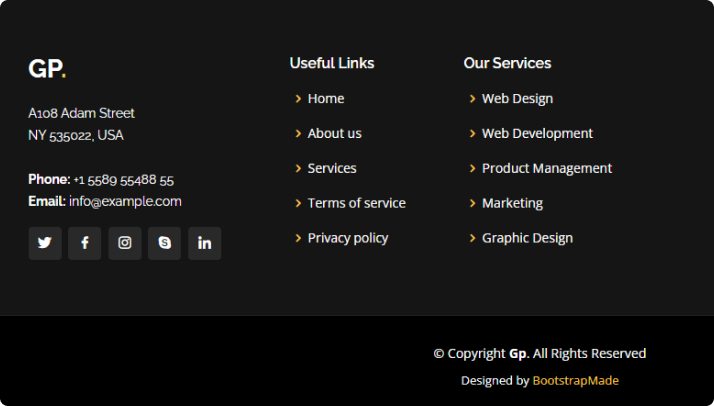 GP.
A108 Adam Street
NY 535022, USA
Phone: +1 5589 55488 55
Email: info@example.com
Useful Links
Home
About us
Services
Terms of service
Privacy policy
Our Services
Web Design
Web Development
Product Management
Marketing
Graphic Design
© Copyright Gp. All Rights Reserved
Designed by BootstrapMade